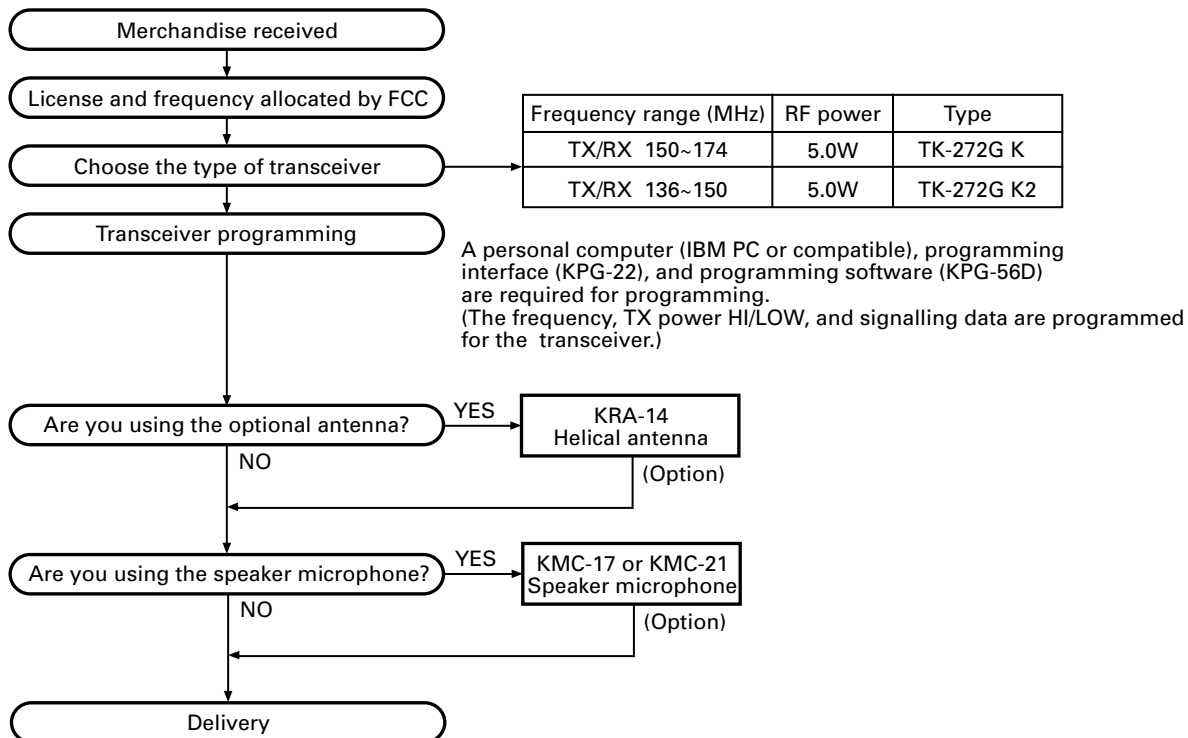 Merchandise received
License and frequency allocated by FCC
Choose the type of transceiver
Frequency range (MHz) RF power Type
TX/RX 150~174 5.0W TK-272G K
TX/RX 136~150 5.0W TK-272G K2
Transceiver programming
A personal computer (IBM PC or compatible), programming
interface (KPG-22), and programming software (KPG-56D)
are required for programming.
(The frequency, TX power HI/LOW, and signalling data are programmed
for the transceiver.)
Are you using the optional antenna?
YES
KRA-14
Helical antenna
NO
(Option)
Are you using the speaker microphone?
YES
KMC-17 or KMC-21
Speaker microphone
NO
(Option)
Delivery